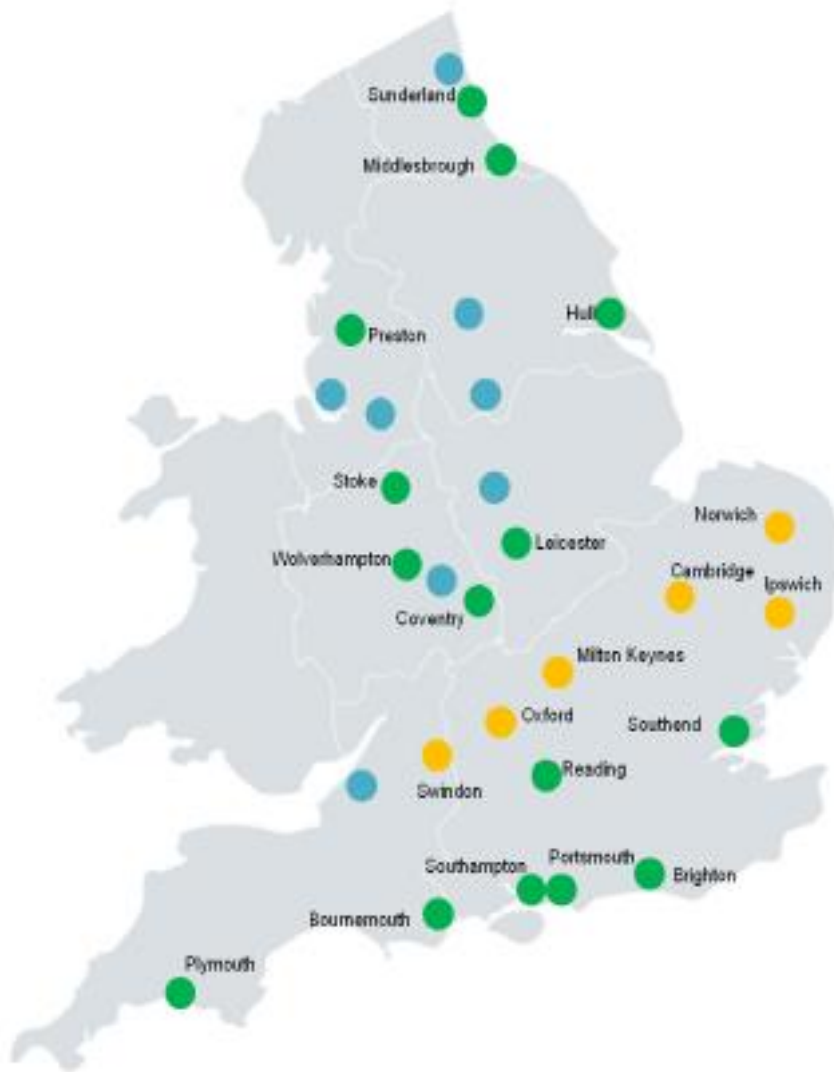 Sunderland
Middlesbrough
Hull
Preston
Stoke
Norwich
Leicester
Wolverhampton
Cambridge
Ipswich
Coventry
Milton Keynes
Oxford
Southend
Reading
Swindon
Portsmouth
Southampton
Brighton
Bournemouth
Plymouth